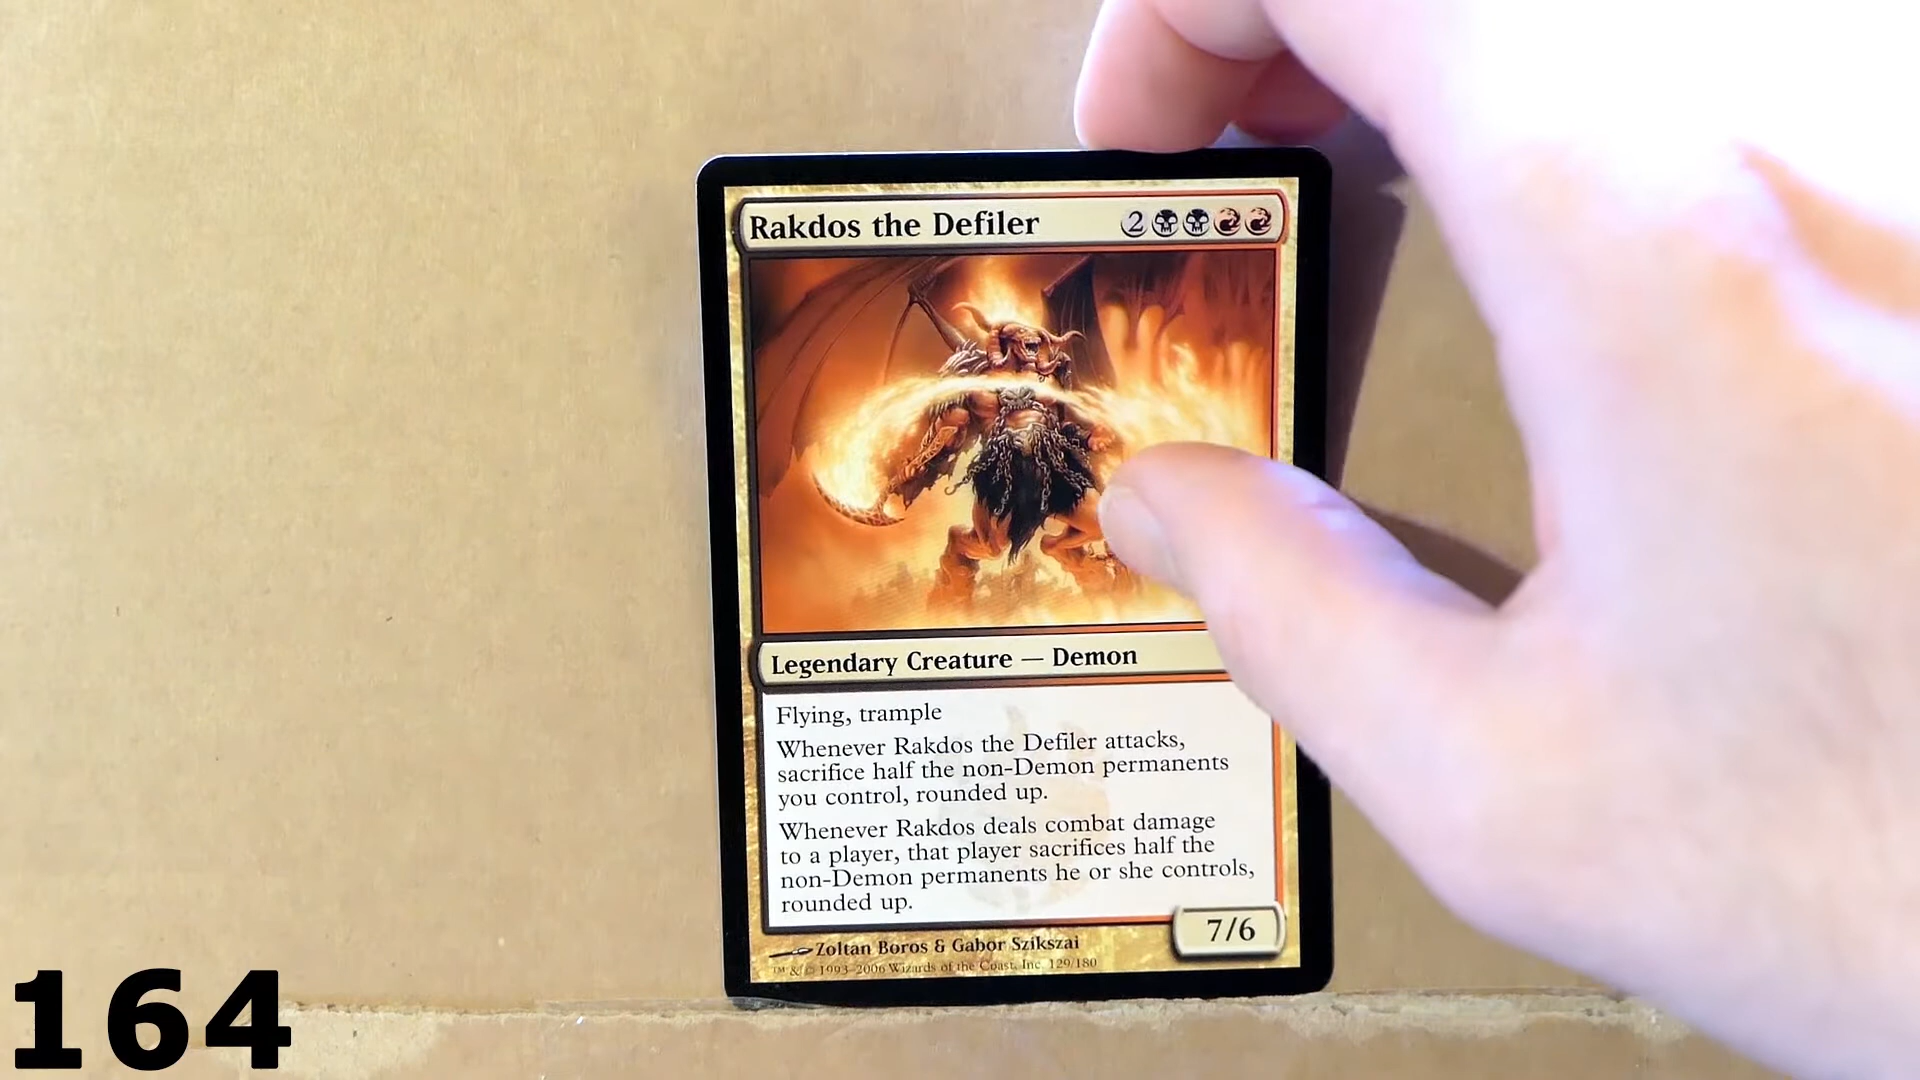 Rakdos the Defiler 2
Legendary Creature — Demon
Flying, trample
Whenever Rakdos the Defiler attacks,
sacrifice half the non-Demon permanents
you control, rounded up.
Whenever Rakdos deals combat damage
to a player, that player sacrifices half the
non-Demon permanents he or she controls,
rounded up.
7/6
Zoltan Boros & Gabor Szikszai
™ & © 1993–2006 Wizards of the Coast, Inc. 129/180
164